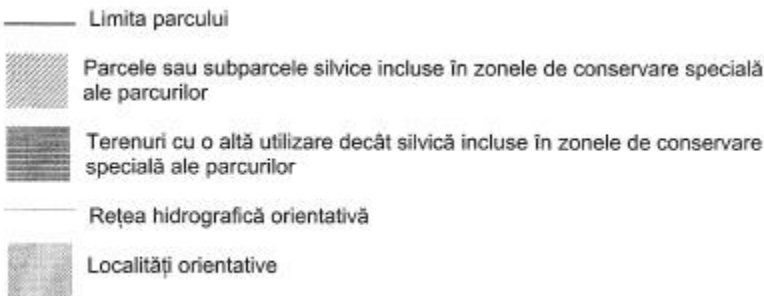 Limita parcului
Parcele sau subparcele silvice incluse în zonele de conservare specială
ale parcurilor
Terenuri cu o altă utilizare decât silvică incluse în zonele de conservare
specială ale parcurilor
Rețea hidrografică orientativă
Localități orientative